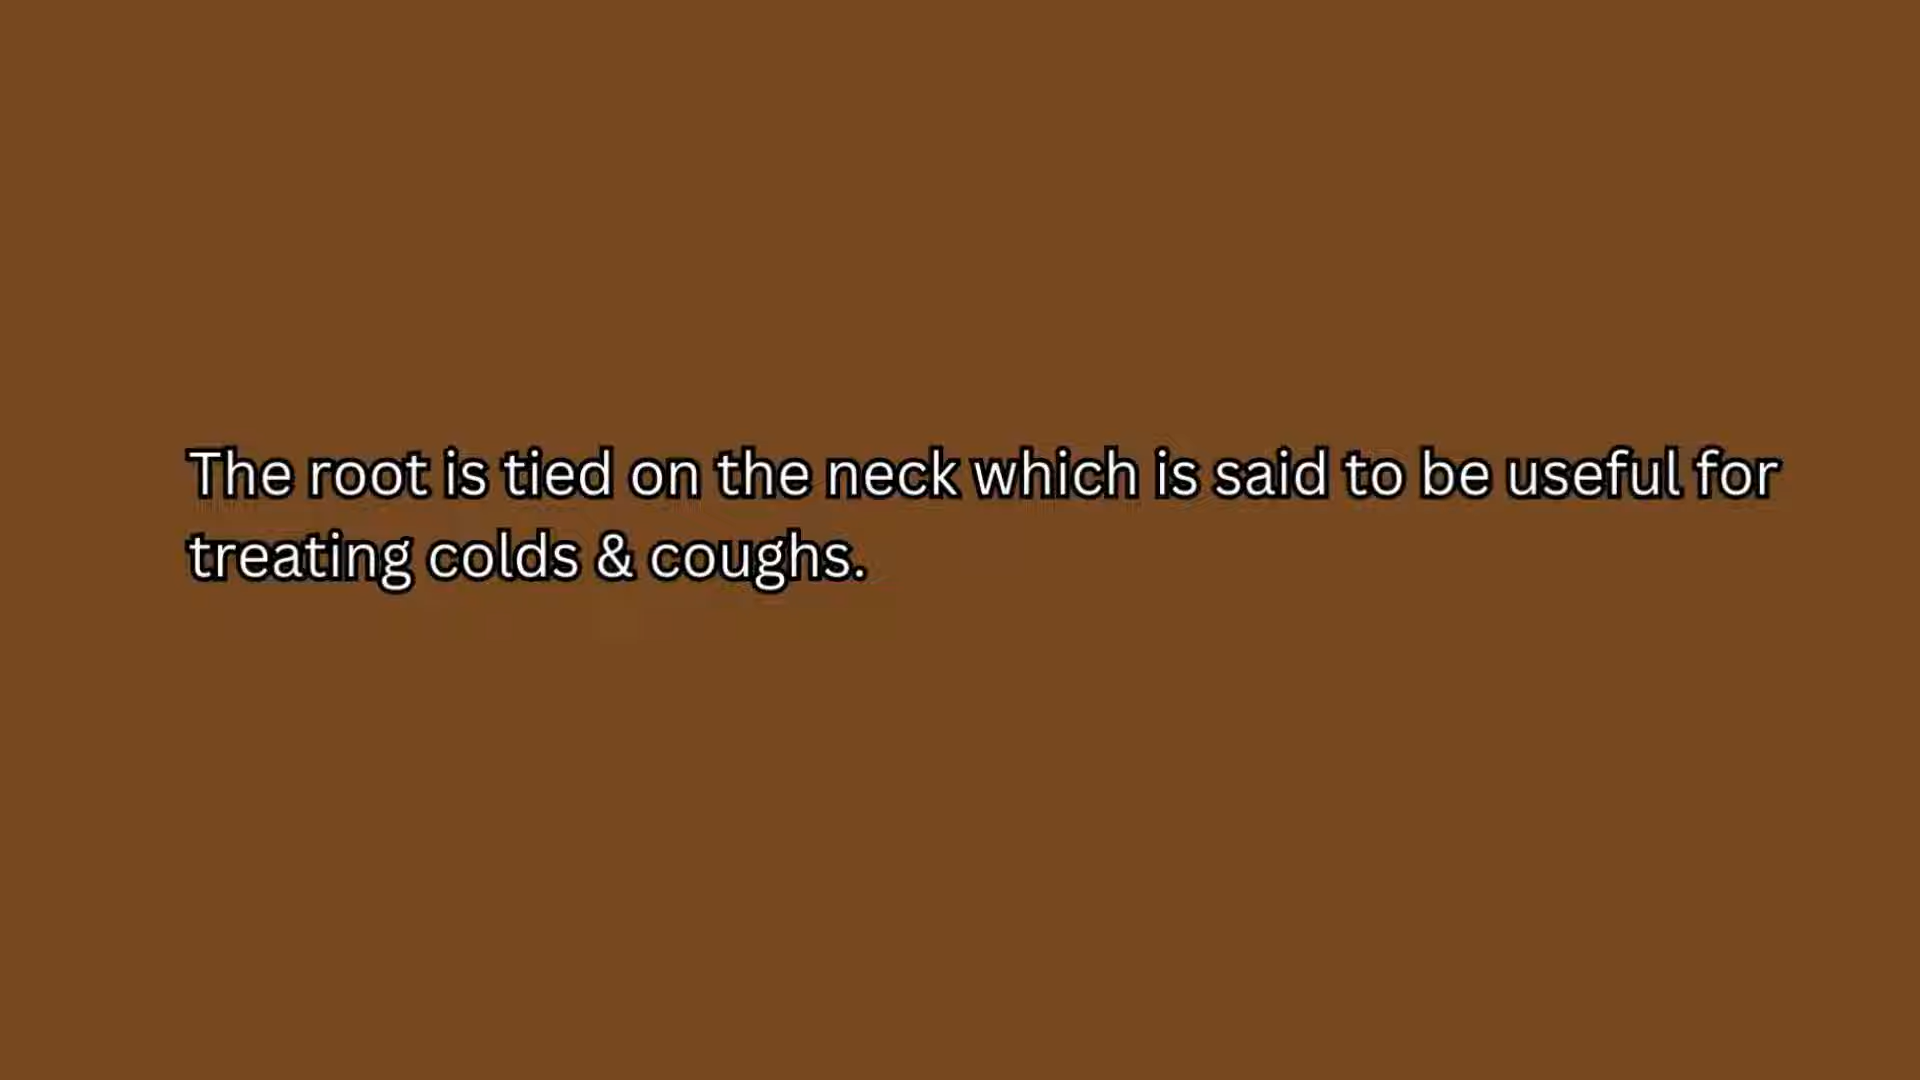 The root is tied on the neck which is said to be useful for
treating colds & coughs.